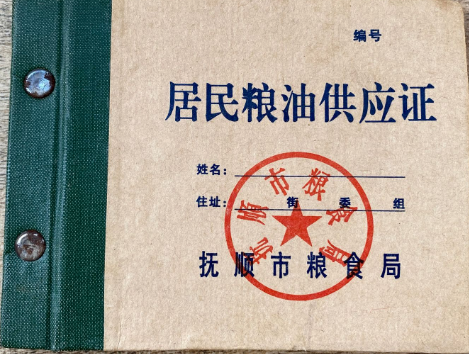 编号
居民粮油供应证
姓名：
住址： 街 委 组
抚顺市粮食局
抚顺市粮食局